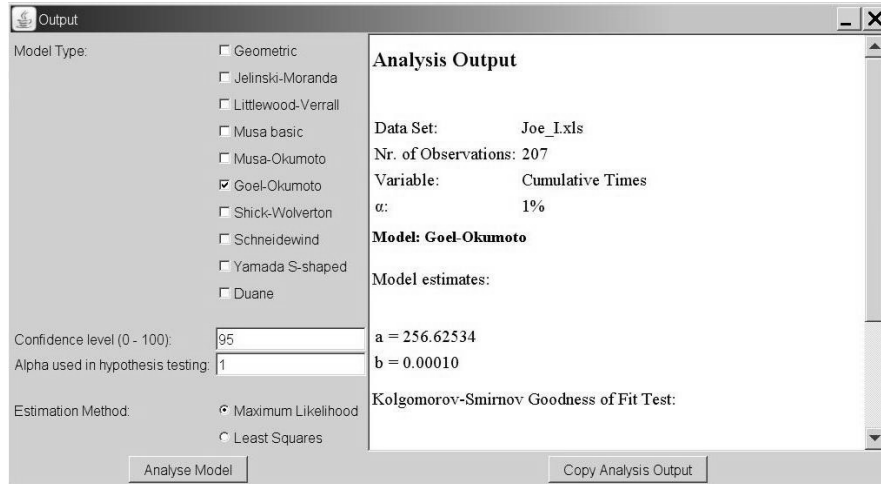 Output
Model Type:
Geometric
Jelinski-Moranda
Littlewood-Verrall
Musa basic
Musa-Okumoto
Goel-Okumoto
Shick-Wolverton
Schneidewind
Yamada S-shaped
Duane
Confidence level (0 - 100): 95
Alpha used in hypothesis testing: 1
Estimation Method:
Maximum Likelihood
Least Squares
Analyse Model
Analysis Output
Data Set: Joe_I.xls
Nr. of Observations: 207
Variable: Cumulative Times
α: 1%
Model: Goel-Okumoto
Model estimates:
a = 256.62534
b = 0.00010
Kolgomorov-Smirnov Goodness of Fit Test:
Copy Analysis Output